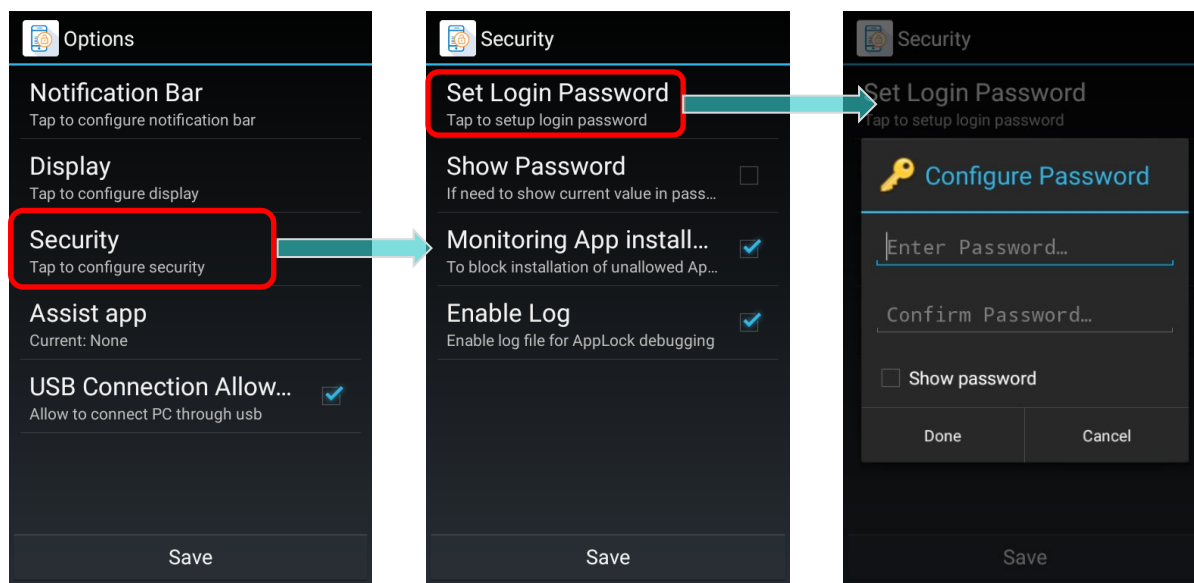 Options
Notification Bar
Tap to configure notification bar
Display
Tap to configure display
Security
Tap to configure security
Assist app
Current: None
USB Connection Allow...
Allow to connect PC through usb
Save
Security
Set Login Password
Tap to setup login password
Show Password
If need to show current value in pass...
Monitoring App install...
To block installation of unallowed Ap...
Enable Log
Enable log file for AppLock debugging
Save
Security
Set Login Password
Tap to setup login password
Configure Password
Enter Password…
Confirm Password…
Show password
Done
Cancel
Save